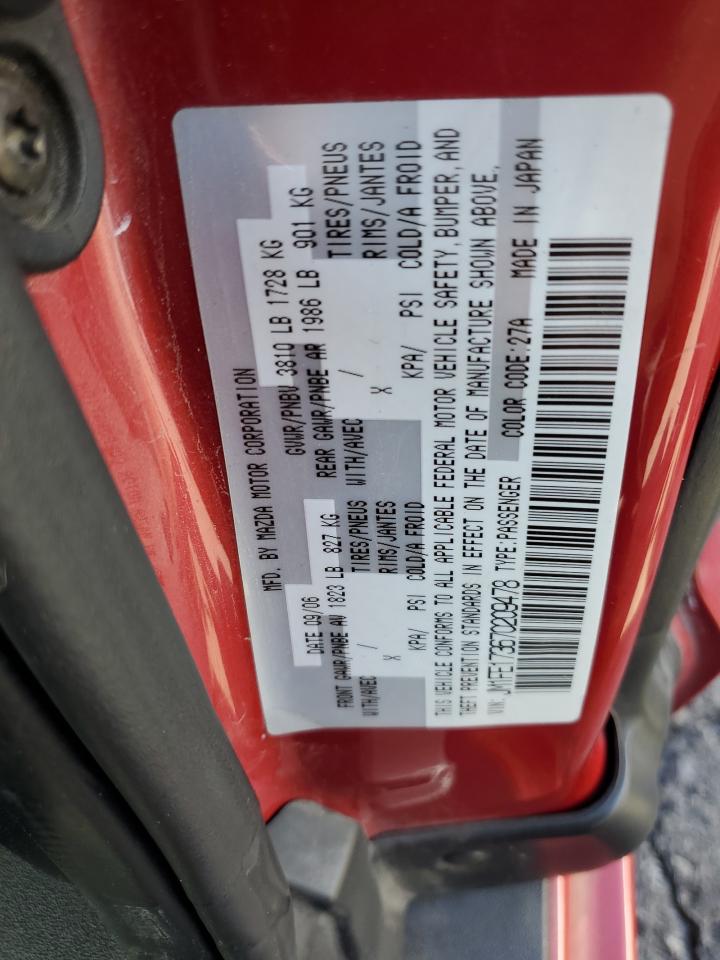 MFD. BY MAZDA MOTOR CORPORATION
DATE 09/06 GVWR/PNBV 3810 LB 1728 KG
FRONT GAWR/PNBE AV 1823 LB 827 KG REAR GAWR/PNBE AR 1986 LB 901 KG
WITH/AVEC TIRES/PNEUS WITH/AVEC / TIRES/PNEUS
X RIMS/JANTES X RIMS/JANTES
KPA/ PSI COLD/A FROID KPA/ PSI COLD/A FROID
THIS VEHICLE CONFORMS TO ALL APPLICABLE FEDERAL MOTOR VEHICLE SAFETY, BUMPER, AND
THEFT PREVENTION STANDARDS IN EFFECT ON THE DATE OF MANUFACTURE SHOWN ABOVE.
VIN: JM1FE173670209478 TYPE:PASSENGER COLOR CODE:27A MADE IN JAPAN